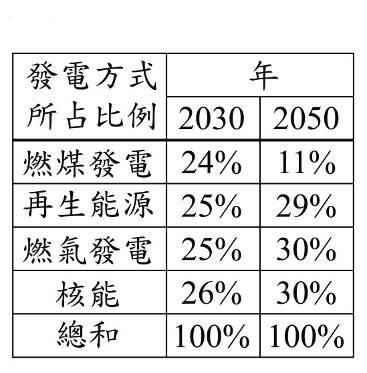 發電方式所占比例 年
2030 2050
燃煤發電 24% 11%
再生能源 25% 29%
燃氣發電 25% 30%
核能 26% 30%
總和 100% 100%